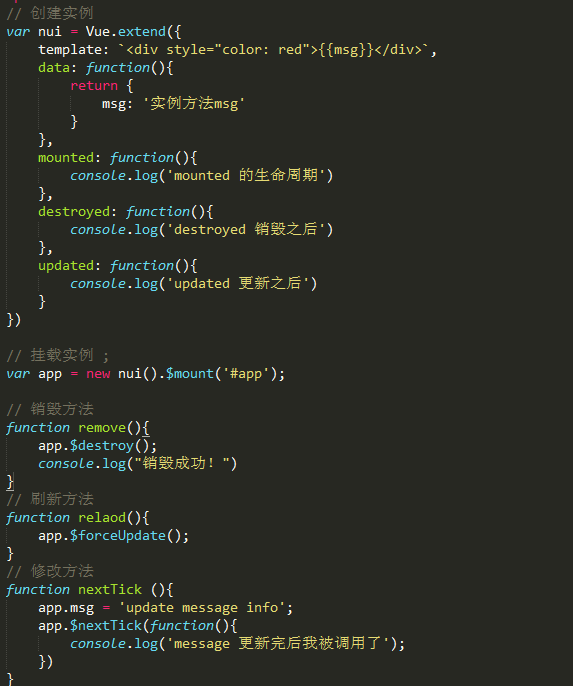 // 创建实例
var nui = Vue.extend({
    template: `<div style="color: red">{{msg}}</div>`,
    data: function(){
        return {
            msg: '实例方法msg'
        }
    },
    mounted: function(){
        console.log('mounted 的生命周期')
    },
    destroyed: function(){
        console.log('destroyed 销毁之后')
    },
    updated: function(){
        console.log('updated 更新之后')
    }
})

// 挂载实例 ;
var app = new nui().$mount('#app');

// 销毁方法
function remove(){
    app.$destroy();
    console.log("销毁成功!")
}
// 刷新方法
function relaod(){
    app.$forceUpdate();
}
// 修改方法
function nextTick (){
    app.msg = 'update message info';
    app.$nextTick(function(){
        console.log('message 更新完后我被调用了');
    })
}